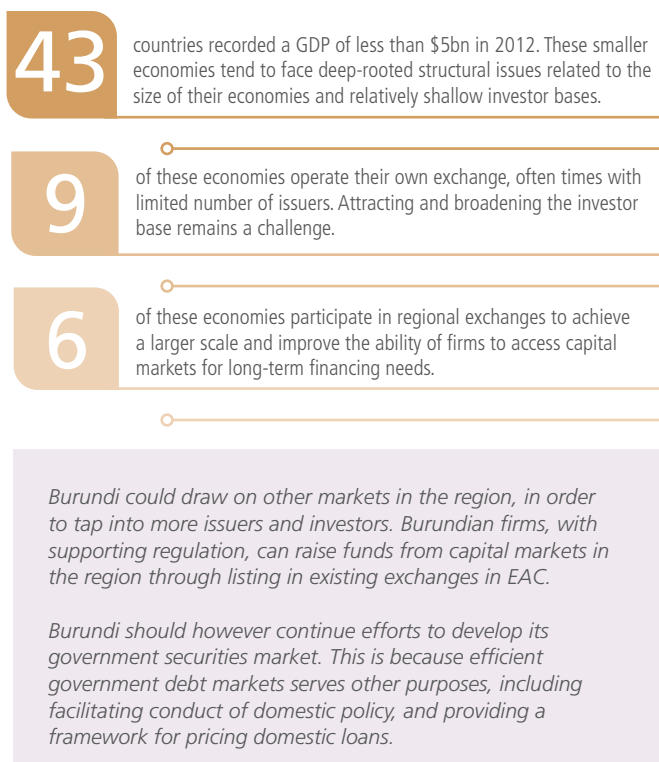 43
countries recorded a GDP of less than $5bn in 2012. These smaller
economies tend to face deep-rooted structural issues related to the
size of their economies and relatively shallow investor bases.
9
of these economies operate their own exchange, often times with
limited number of issuers. Attracting and broadening the investor
base remains a challenge.
6
of these economies participate in regional exchanges to achieve
a larger scale and improve the ability of firms to access capital
markets for long-term financing needs.
Burundi could draw on other markets in the region, in order
to tap into more issuers and investors. Burundian firms, with
supporting regulation, can raise funds from capital markets in
the region through listing in existing exchanges in EAC.
Burundi should however continue efforts to develop its
government securities market. This is because efficient
government debt markets serves other purposes, including
facilitating conduct of domestic policy, and providing a
framework for pricing domestic loans.